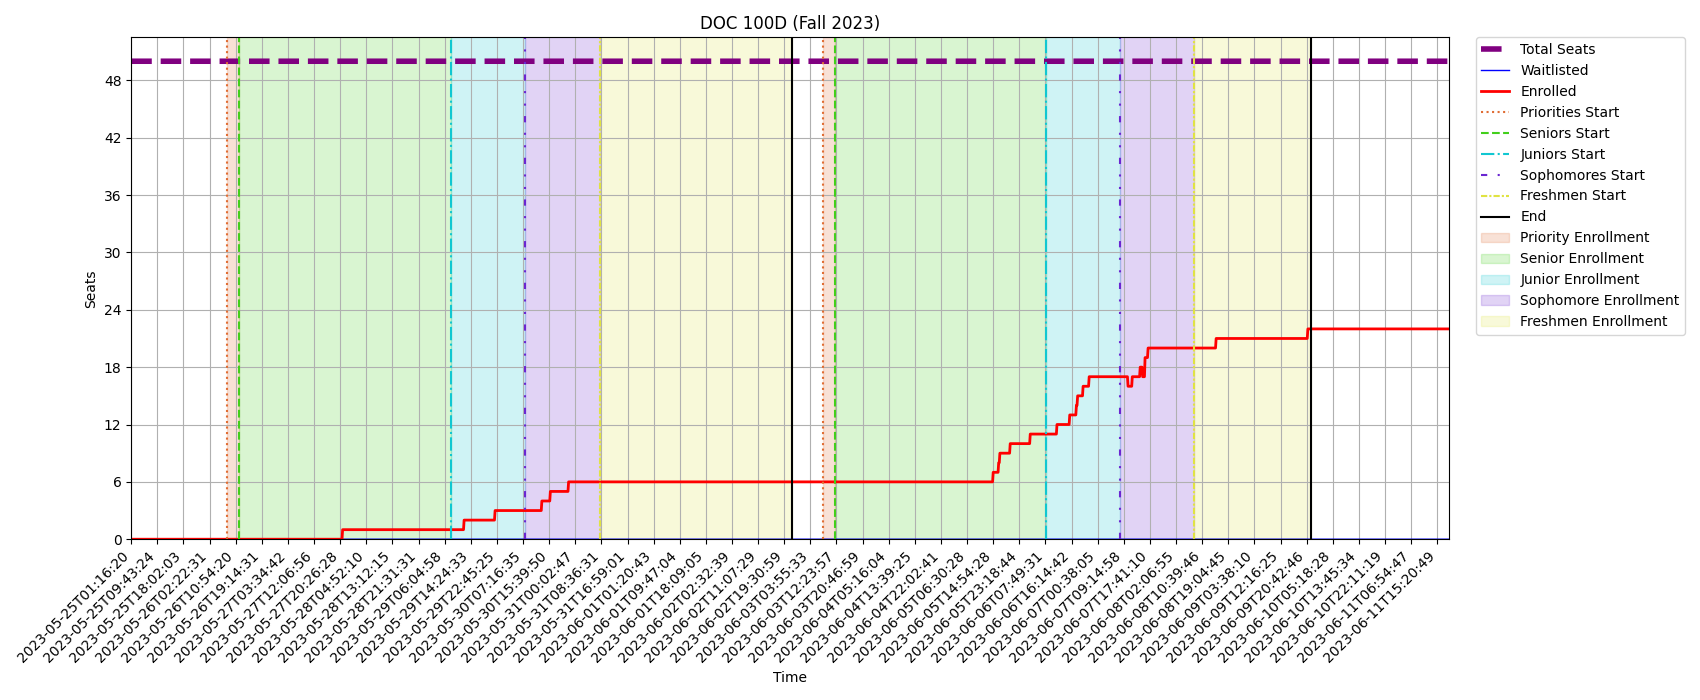 DOC 100D (Fall 2023)
Seats
48
42
36
30
24
18
12
6
0
2023-05-25T01:16:20
2023-05-25T09:43:24
2023-05-25T18:02:03
2023-05-26T02:22:31
2023-05-26T10:54:20
2023-05-26T19:14:31
2023-05-27T03:34:42
2023-05-27T12:06:56
2023-05-27T20:26:28
2023-05-28T04:52:10
2023-05-28T13:12:15
2023-05-28T21:31:31
2023-05-29T06:04:58
2023-05-29T14:24:33
2023-05-29T22:45:25
2023-05-30T07:16:35
2023-05-30T15:39:50
2023-05-31T00:02:47
2023-05-31T08:36:31
2023-05-31T16:59:01
2023-06-01T01:20:43
2023-06-01T09:47:04
2023-06-01T18:09:05
2023-06-02T02:32:39
2023-06-02T11:07:29
2023-06-02T19:30:59
2023-06-03T03:55:33
2023-06-03T12:23:57
2023-06-03T20:46:59
2023-06-04T05:16:04
2023-06-04T13:39:25
2023-06-04T22:02:41
2023-06-05T06:30:28
2023-06-05T14:54:28
2023-06-05T23:18:44
2023-06-06T07:49:31
2023-06-06T16:14:42
2023-06-07T00:38:05
2023-06-07T09:14:58
2023-06-07T17:41:10
2023-06-08T02:06:55
2023-06-08T10:39:46
2023-06-08T19:04:45
2023-06-09T03:38:10
2023-06-09T12:16:25
2023-06-09T20:42:46
2023-06-10T05:18:28
2023-06-10T13:45:34
2023-06-10T22:11:19
2023-06-11T06:54:47
2023-06-11T15:20:49
Time
Total Seats
Waitlisted
Enrolled
Priorities Start
Seniors Start
Juniors Start
Sophomores Start
Freshmen Start
End
Priority Enrollment
Senior Enrollment
Junior Enrollment
Sophomore Enrollment
Freshmen Enrollment